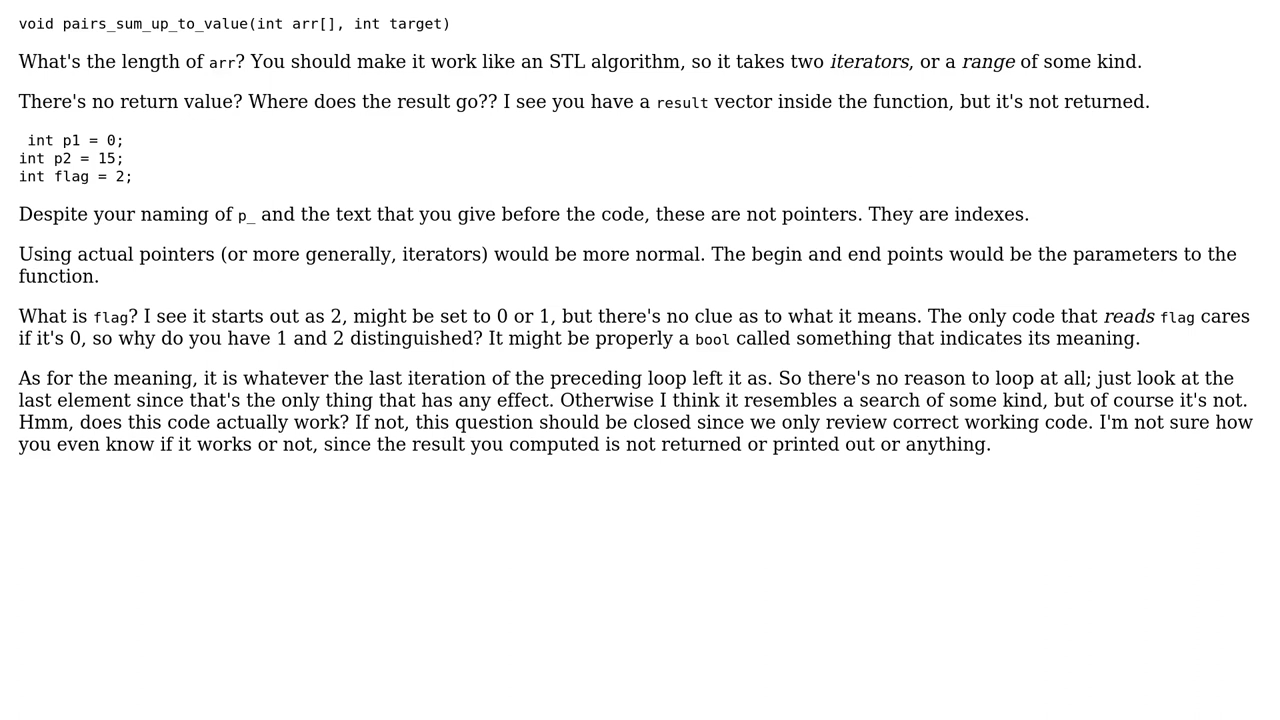 void pairs_sum_up_to_value(int arr[], int target)
What's the length of arr? You should make it work like an STL algorithm, so it takes two iterators, or a range of some kind.
There's no return value? Where does the result go?? I see you have a result vector inside the function, but it's not returned.
int p1 = 0;
int p2 = 15;
int flag = 2;
Despite your naming of p_ and the text that you give before the code, these are not pointers. They are indexes.
Using actual pointers (or more generally, iterators) would be more normal. The begin and end points would be the parameters to the
function.
What is flag? I see it starts out as 2, might be set to 0 or 1, but there's no clue as to what it means. The only code that reads flag cares
if it's 0, so why do you have 1 and 2 distinguished? It might be properly a bool called something that indicates its meaning.
As for the meaning, it is whatever the last iteration of the preceding loop left it as. So there's no reason to loop at all; just look at the
last element since that's the only thing that has any effect. Otherwise I think it resembles a search of some kind, but of course it's not.
Hmm, does this code actually work? If not, this question should be closed since we only review correct working code. I'm not sure how
you even know if it works or not, since the result you computed is not returned or printed out or anything.